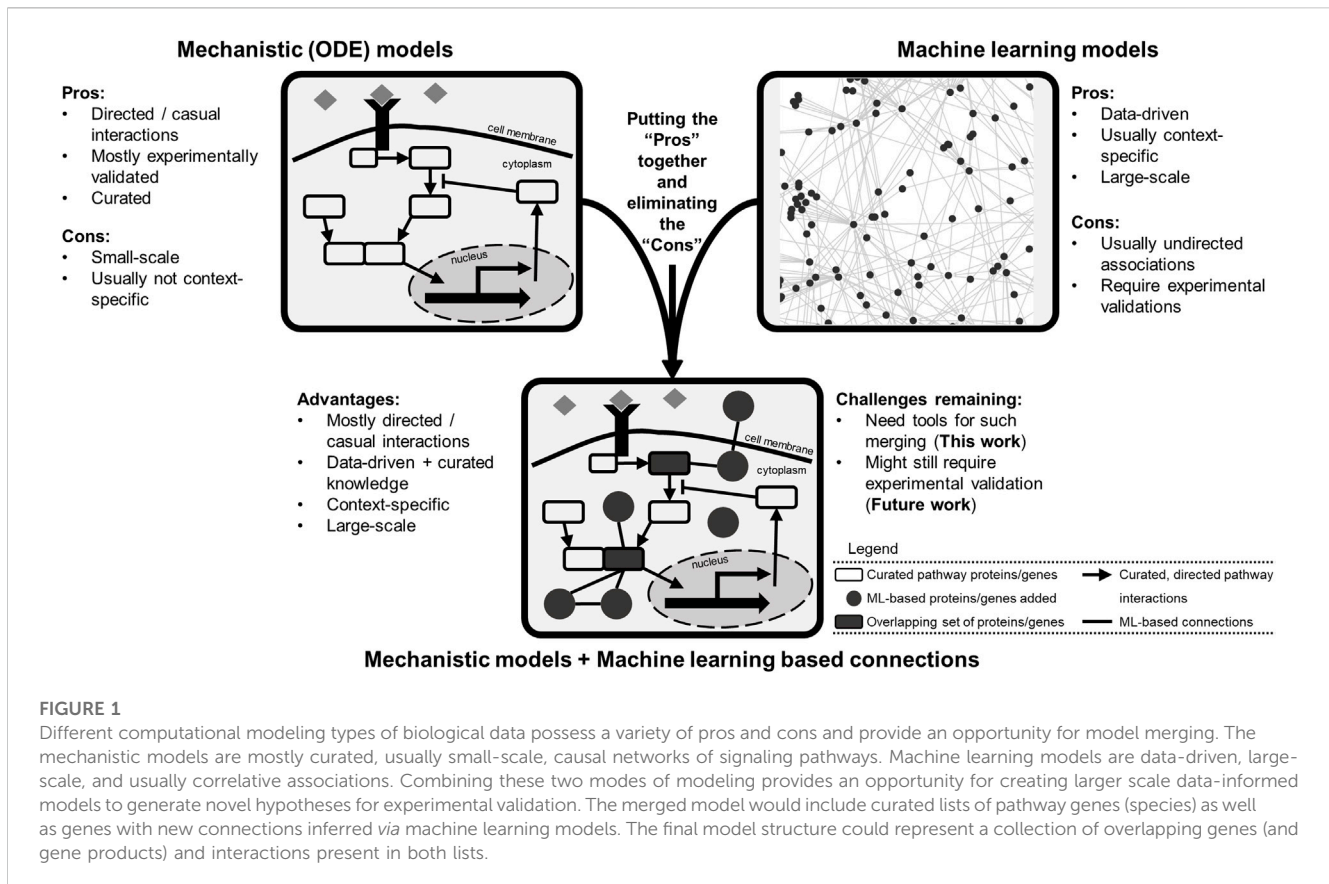 Mechanistic (ODE) models
Pros:
• Directed / casual
interactions
• Mostly experimentally
validated
• Curated
Cons:
• Small-scale
• Usually not context-
specific
cell membrane
cytoplasm
nucleus
Putting the
“Pros”
together
and
eliminating
the
“Cons”
Machine learning models
Pros:
• Data-driven
• Usually context-
specific
• Large-scale
Cons:
• Usually undirected
associations
• Require experimental
validations
Advantages:
• Mostly directed /
casual interactions
• Data-driven + curated
knowledge
• Context-specific
• Large-scale
cell membrane
cytoplasm
nucleus
Challenges remaining:
• Need tools for such
merging (This work)
• Might still require
experimental validation
(Future work)
Legend
Curated pathway proteins/genes
ML-based proteins/genes added
Overlapping set of proteins/genes
Curated, directed pathway
interactions
ML-based connections
Mechanistic models + Machine learning based connections
FIGURE 1
Different computational modeling types of biological data possess a variety of pros and cons and provide an opportunity for model merging. The
mechanistic models are mostly curated, usually small-scale, causal networks of signaling pathways. Machine learning models are data-driven, large-
scale, and usually correlative associations. Combining these two modes of modeling provides an opportunity for creating larger scale data-informed
models to generate novel hypotheses for experimental validation. The merged model would include curated lists of pathway genes (species) as well
as genes with new connections inferred via machine learning models. The final model structure could represent a collection of overlapping genes (and
gene products) and interactions present in both lists.